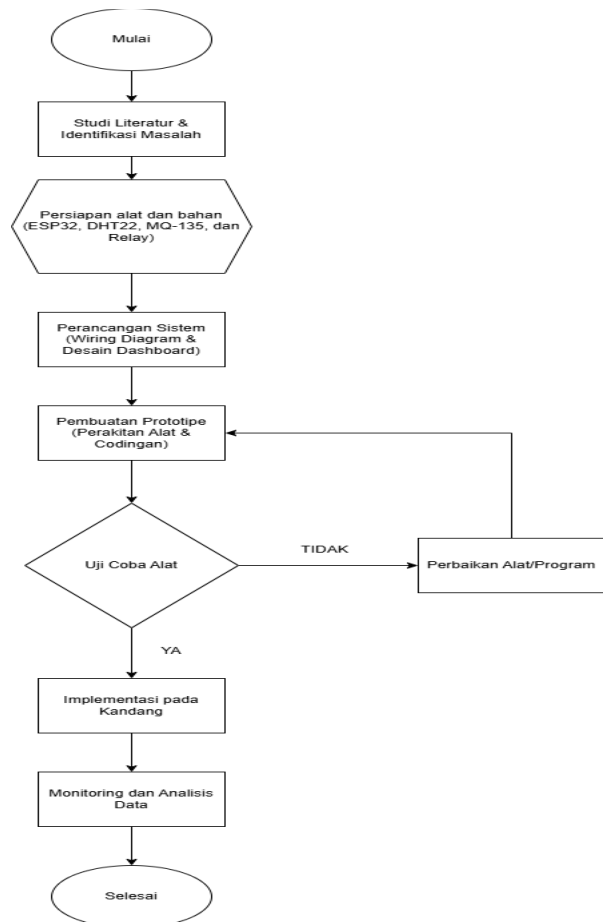 Mulai
Studi Literatur &
Identifikasi Masalah
Persiapan alat dan bahan
(ESP32, DHT22, MQ-135, dan
Relay)
Perancangan Sistem
(Wiring Diagram &
Desain Dashboard)
Pembuatan Prototipe
(Perakitan Alat &
Codingan)
Uji Coba Alat
TIDAK
Perbaikan Alat/Program
YA
Implementasi pada
Kandang
Monitoring dan Analisis
Data
Selesai